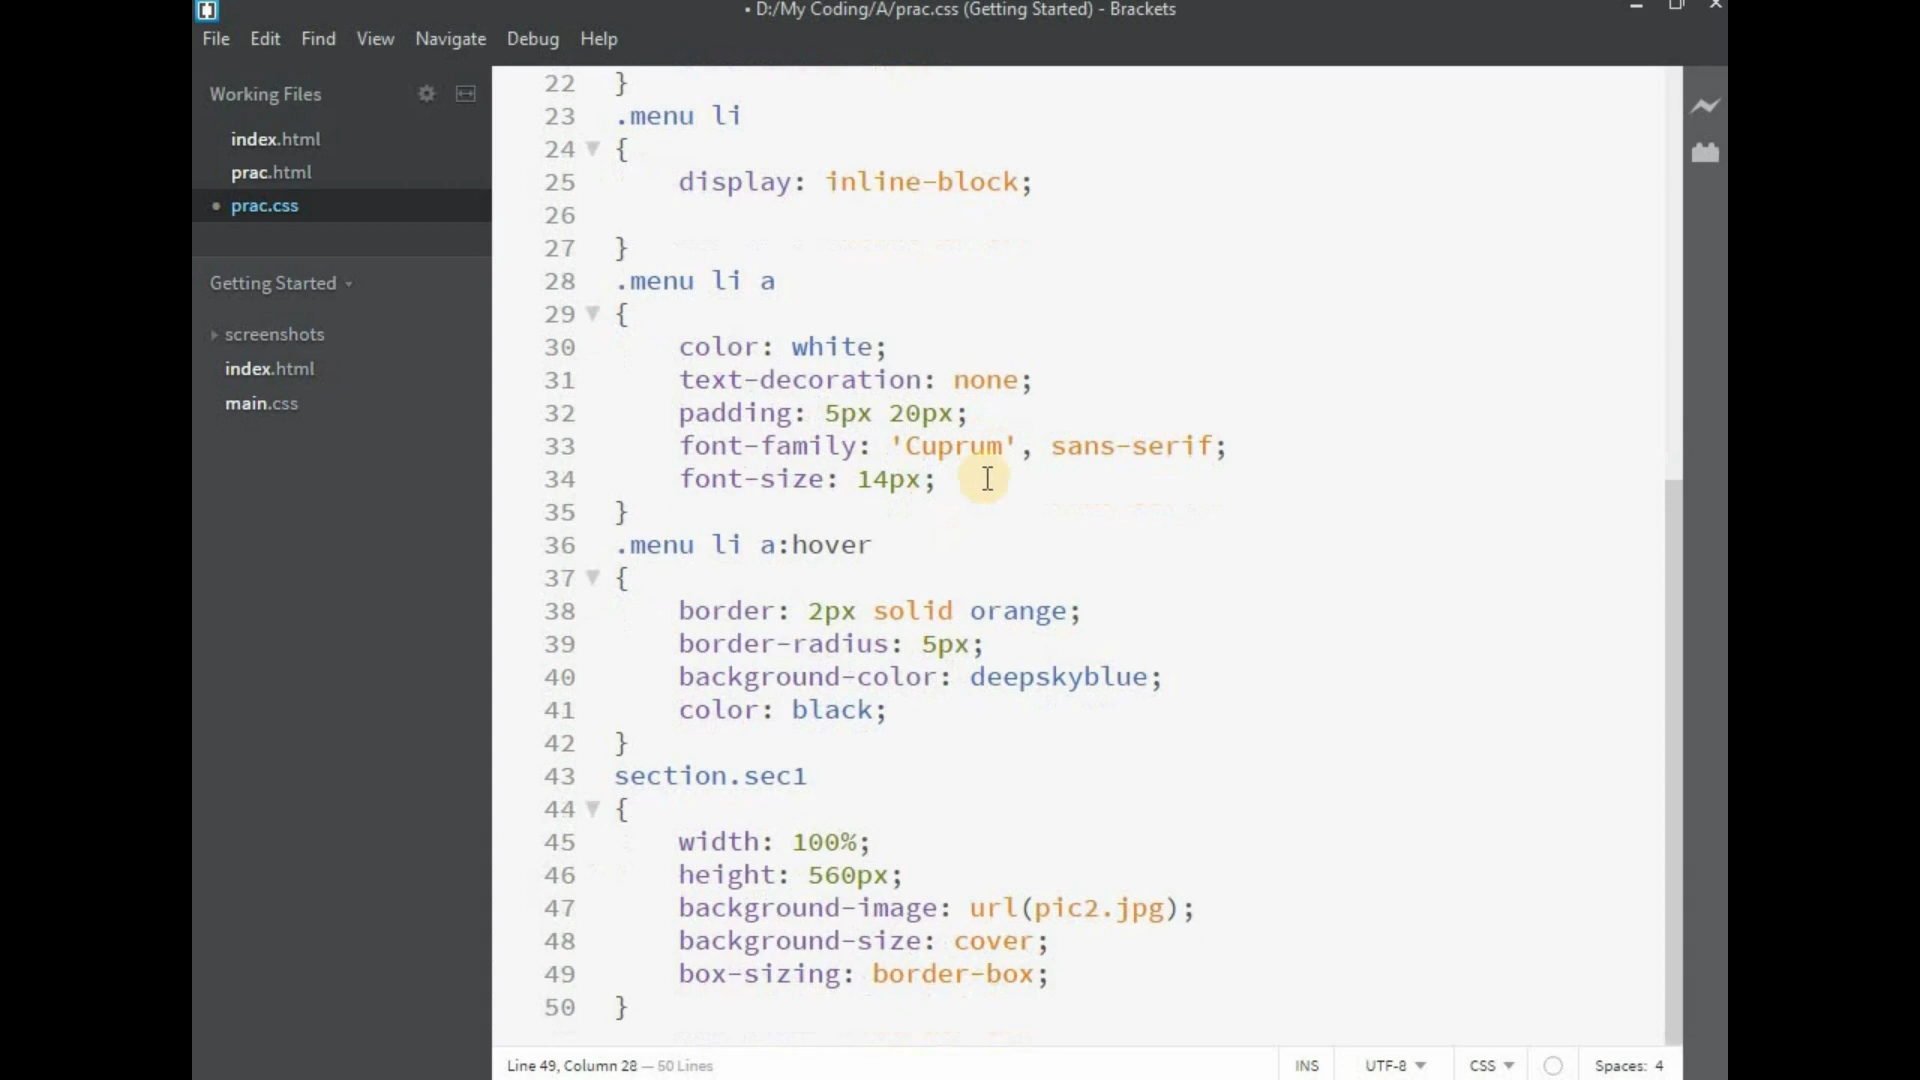 • D:/My Coding/A/prac.css (Getting Started) - Brackets
File Edit Find View Navigate Debug Help
Working Files
index.html
prac.html
• prac.css
Getting Started
screenshots
index.html
main.css
22 }
23 .menu li
24 {
25 display: inline-block;
26
27 }
28 .menu li a
29 {
30 color: white;
31 text-decoration: none;
32 padding: 5px 20px;
33 font-family: 'Cuprum', sans-serif;
34 font-size: 14px;
35 }
36 .menu li a:hover
37 {
38 border: 2px solid orange;
39 border-radius: 5px;
40 background-color: deepskyblue;
41 color: black;
42 }
43 section.sec1
44 {
45 width: 100%;
46 height: 560px;
47 background-image: url(pic2.jpg);
48 background-size: cover;
49 box-sizing: border-box;
50 }
Line 49, Column 28 — 50 Lines INS UTF-8 CSS Spaces: 4